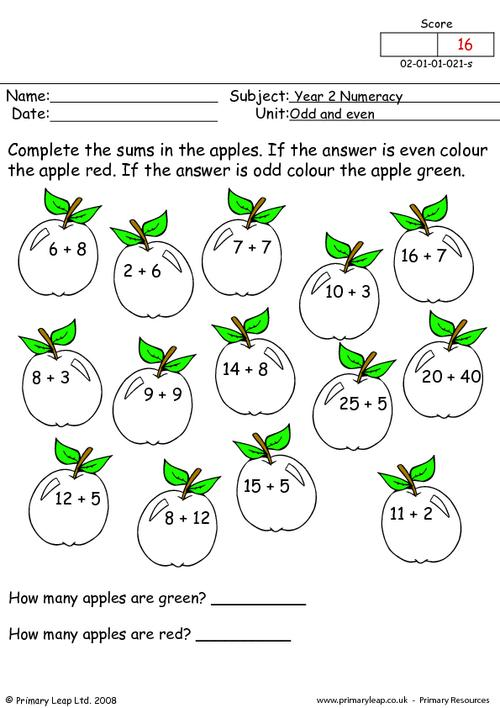 Score
16
02-01-01-021-s
Name: Subject: Year 2 Numeracy
Date: Unit: Odd and even
Complete the sums in the apples. If the answer is even colour
the apple red. If the answer is odd colour the apple green.
6 + 8
2 + 6
7 + 7
10 + 3
16 + 7
8 + 3
9 + 9
14 + 8
25 + 5
20 + 40
12 + 5
8 + 12
15 + 5
11 + 2
How many apples are green?
How many apples are red?
© Primary Leap Ltd. 2008 www.primaryleap.co.uk - Primary Resources